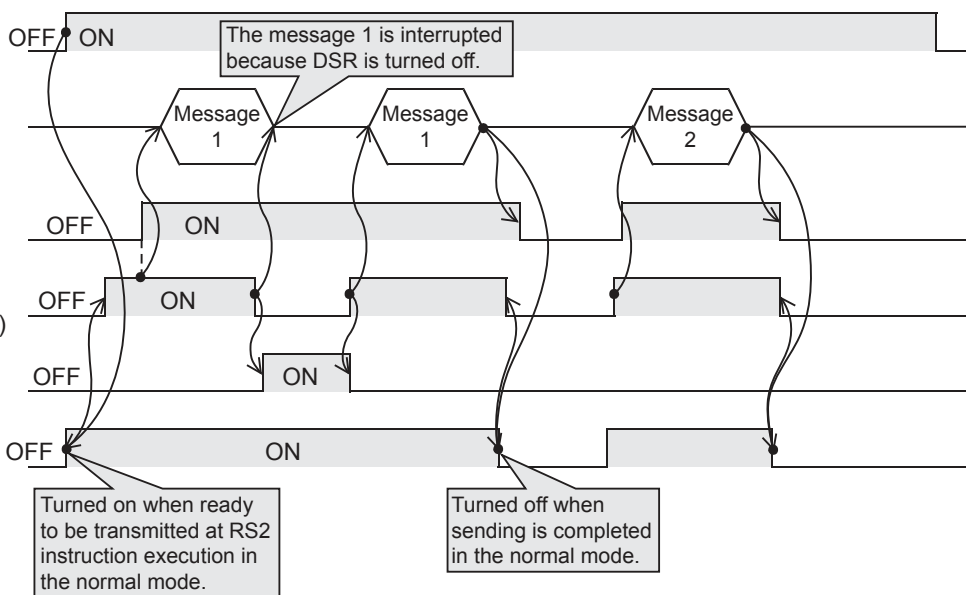 OFF ON
The message 1 is interrupted
because DSR is turned off.
Message
1
Message
1
Message
2
OFF ON
OFF ON
)
OFF ON
OFF ON
Turned on when ready
to be transmitted at RS2
instruction execution in
the normal mode.
Turned off when
sending is completed
in the normal mode.